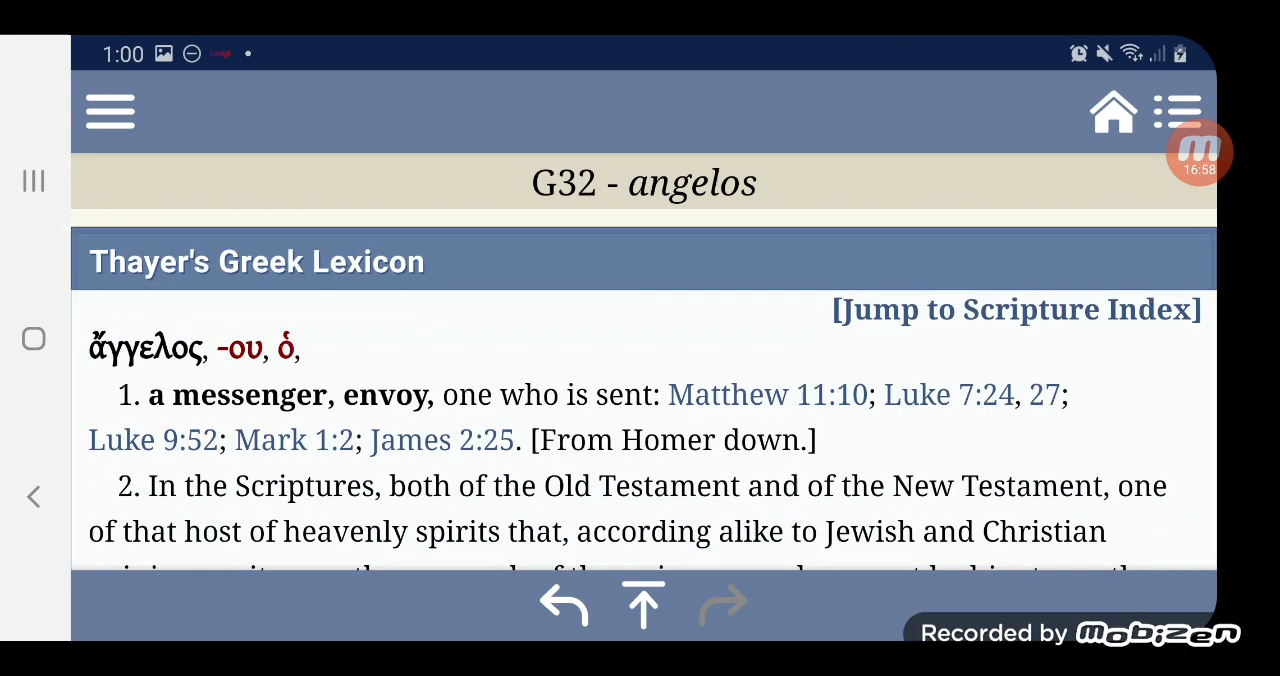 1:00
16:58
G32 - angelos
Thayer's Greek Lexicon
[Jump to Scripture Index]
ἄγγελος, -ου, ὁ,
1. a messenger, envoy, one who is sent: Matthew 11:10; Luke 7:24, 27;
Luke 9:52; Mark 1:2; James 2:25. [From Homer down.]
2. In the Scriptures, both of the Old Testament and of the New Testament, one
of that host of heavenly spirits that, according alike to Jewish and Christian
Recorded by Mobizen